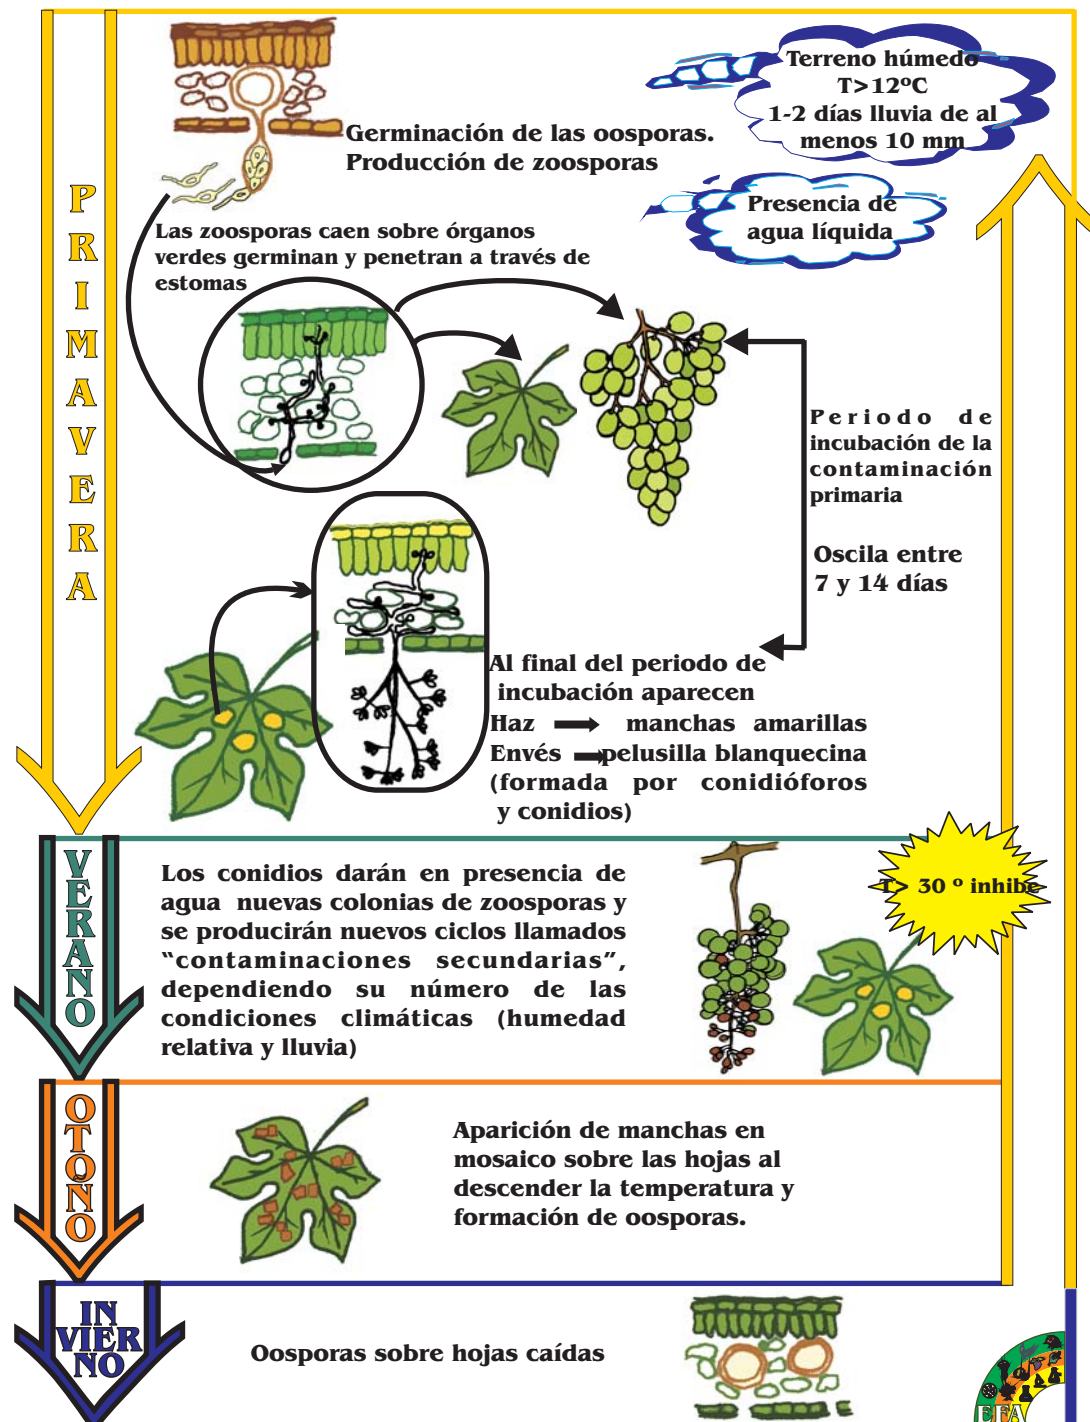 PRIMAVERA
Terreno húmedo
T>12ºC
1-2 días lluvia de al
menos 10 mm
Germinación de las oosporas.
Producción de zoosporas
Presencia de
agua líquida
Las zoosporas caen sobre órganos
verdes germinan y penetran a través de
estomas
Periodo de
incubación de la
contaminación
primaria
Oscila entre
7 y 14 días
Al final del periodo de
incubación aparecen
Haz manchas amarillas
Envés pelusilla blanquecina
(formada por conidióforos
y conidios)
VERANO
Los conidios darán en presencia de
agua nuevas colonias de zoosporas y
se producirán nuevos ciclos llamados
“contaminaciones secundarias”,
dependiendo su número de las
condiciones climáticas (humedad
relativa y lluvia)
T> 30 º inhibe
OTOÑO
Aparición de manchas en
mosaico sobre las hojas al
descender la temperatura y
formación de oosporas.
IN
VIER
NO
Oosporas sobre hojas caídas
EFA